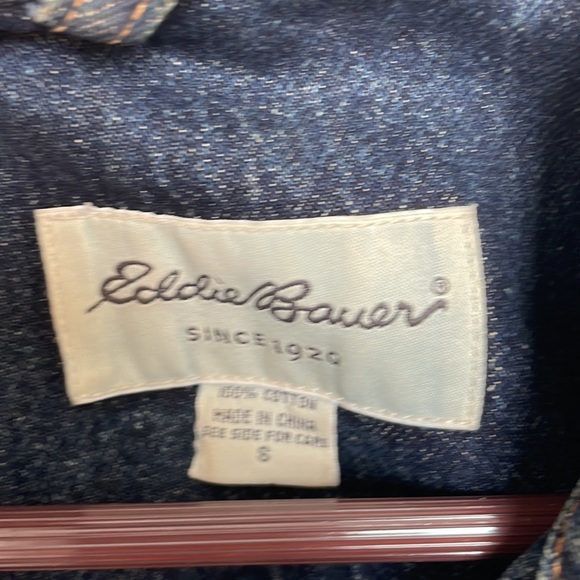 Eddie Bauer®
SINCE 1920
100% COTTON
MADE IN CHINA
SEE SIDE FOR CARE
S